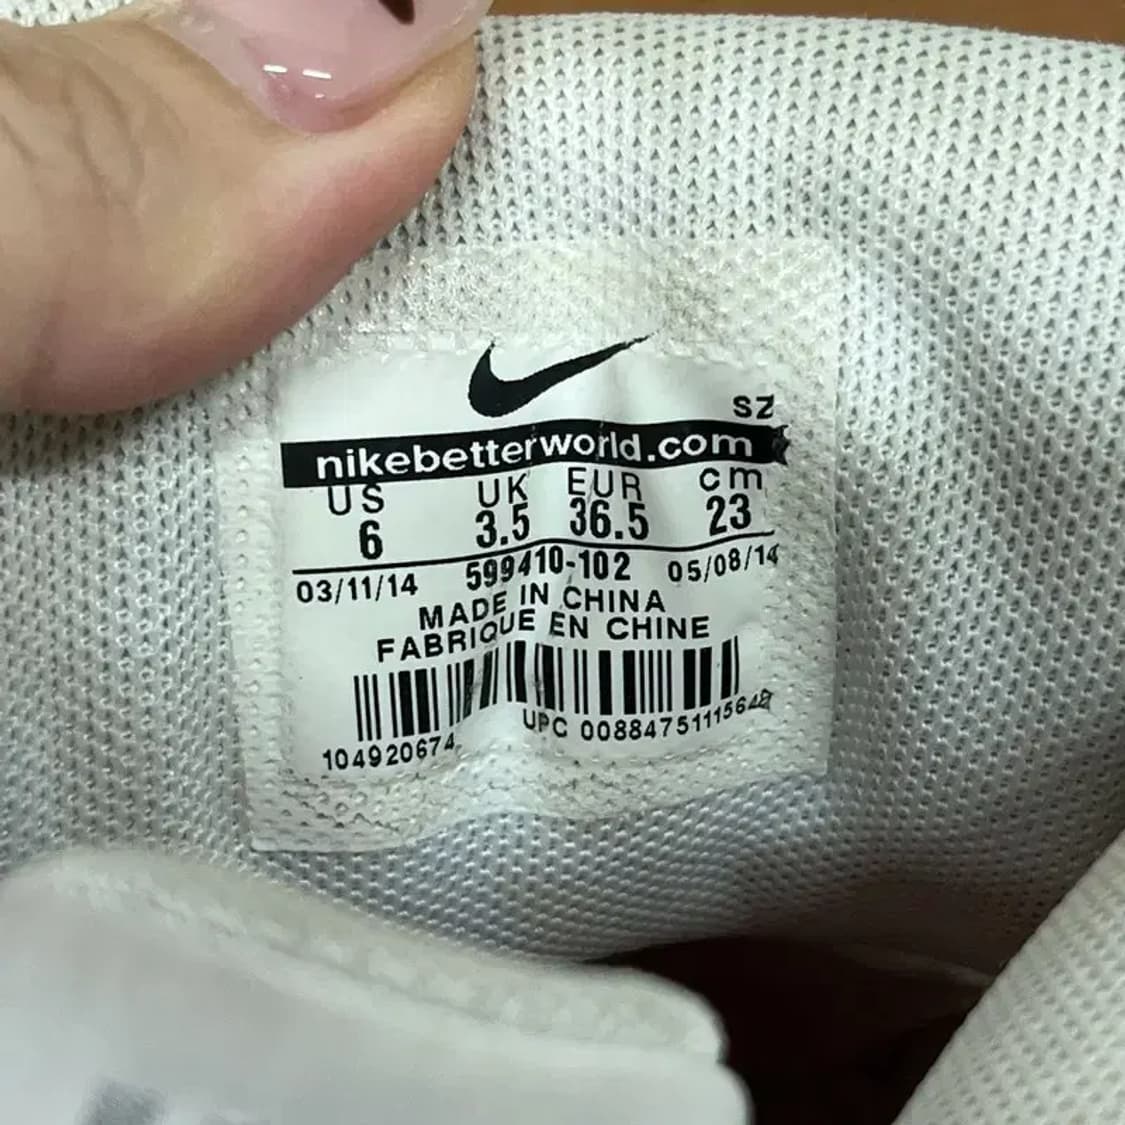 SZ
nikebetterworld.com
US UK EUR cm
6 3.5 36.5 23
03/11/14 599410-102 05/08/14
MADE IN CHINA
FABRIQUE EN CHINE
104920674 UPC